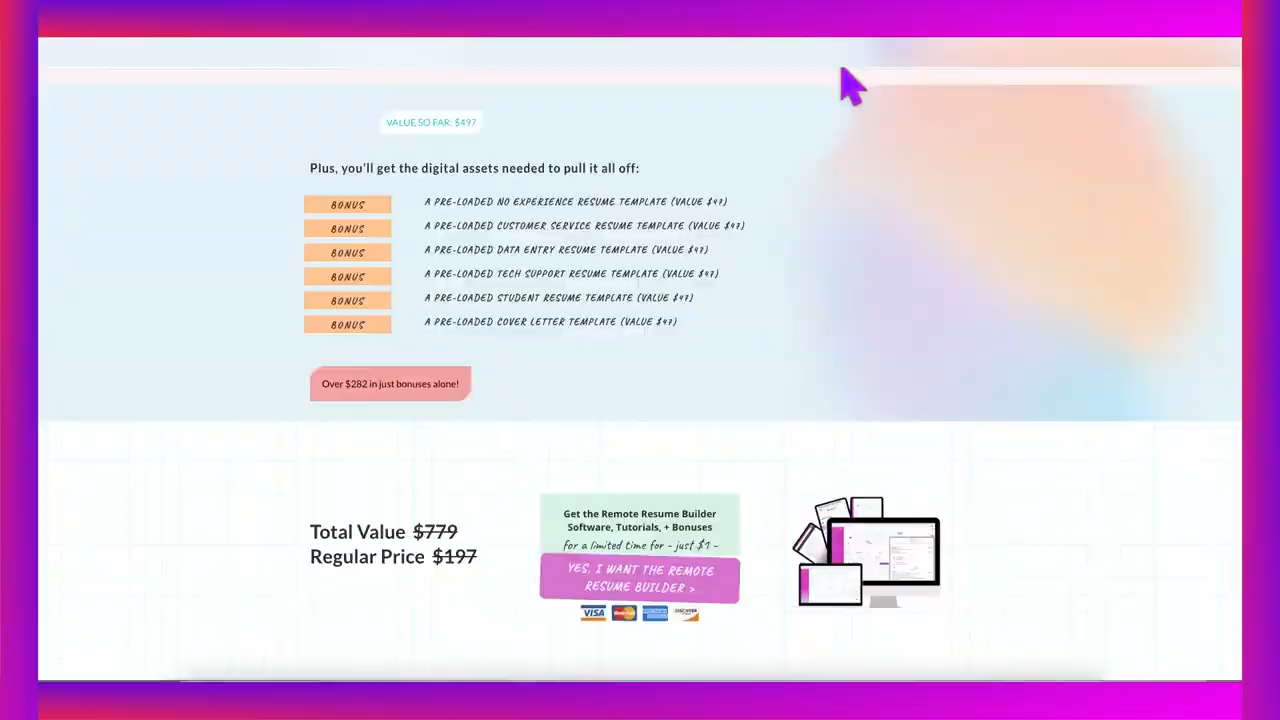 VALUE SO FAR: $497
Plus, you'll get the digital assets needed to pull it all off:
BONUS A PRE-LOADED NO EXPERIENCE RESUME TEMPLATE (VALUE $47)
BONUS A PRE-LOADED CUSTOMER SERVICE RESUME TEMPLATE (VALUE $47)
BONUS A PRE-LOADED DATA ENTRY RESUME TEMPLATE (VALUE $47)
BONUS A PRE-LOADED TECH SUPPORT RESUME TEMPLATE (VALUE $47)
BONUS A PRE-LOADED STUDENT RESUME TEMPLATE (VALUE $47)
BONUS A PRE-LOADED COVER LETTER TEMPLATE (VALUE $47)
Over $282 in just bonuses alone!
Total Value $779
Regular Price $197
Get the Remote Resume Builder
Software, Tutorials, + Bonuses
for a limited time for - just $1 -
YES, I WANT THE REMOTE
RESUME BUILDER >
VISA MasterCard DISCOVER